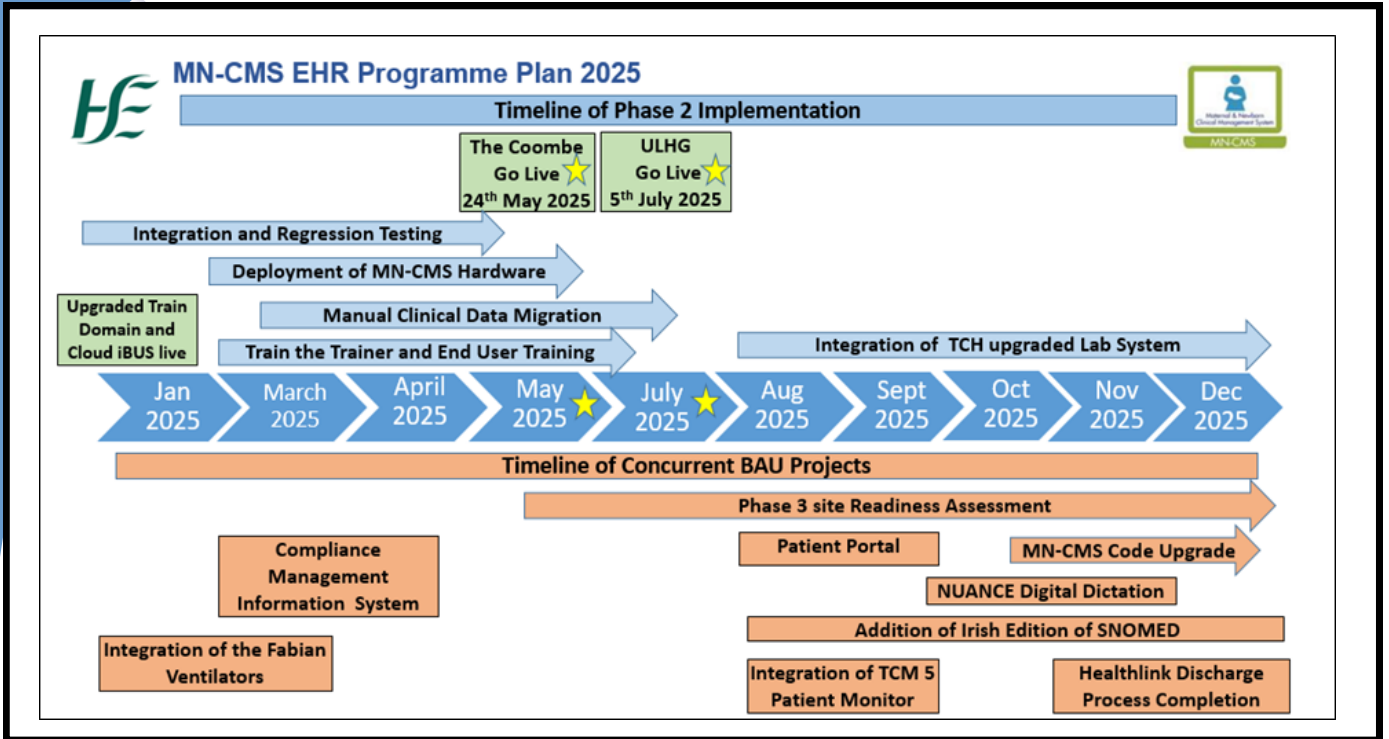 MN-CMS EHR Programme Plan 2025
HSE
Timeline of Phase 2 Implementation
Maternal & Newborn
Clinical Management System
MN-CMS
The Coombe
Go Live
24th May 2025
ULHG
Go Live
5th July 2025
Integration and Regression Testing
Deployment of MN-CMS Hardware
Upgraded Train
Domain and
Cloud iBUS live
Manual Clinical Data Migration
Train the Trainer and End User Training
Integration of TCH upgraded Lab System
Jan
2025
March
2025
April
2025
May
2025
July
2025
Aug
2025
Sept
2025
Oct
2025
Nov
2025
Dec
2025
Timeline of Concurrent BAU Projects
Phase 3 site Readiness Assessment
Compliance
Management
Information System
Patient Portal
MN-CMS Code Upgrade
NUANCE Digital Dictation
Addition of Irish Edition of SNOMED
Integration of the Fabian
Ventilators
Integration of TCM 5
Patient Monitor
Healthlink Discharge
Process Completion